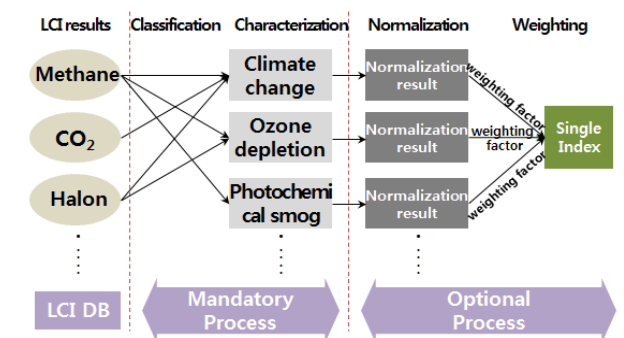 LCI results Classification Characterization Normalization Weighting
Methane
CO₂
Halon
Climate
change
Ozone
depletion
Photochemi
cal smog
Normalization
result
Normalization
result
Normalization
result
weighting factor
weighting
factor
weighting factor
Single
Index
LCI DB
Mandatory
Process
Optional
Process